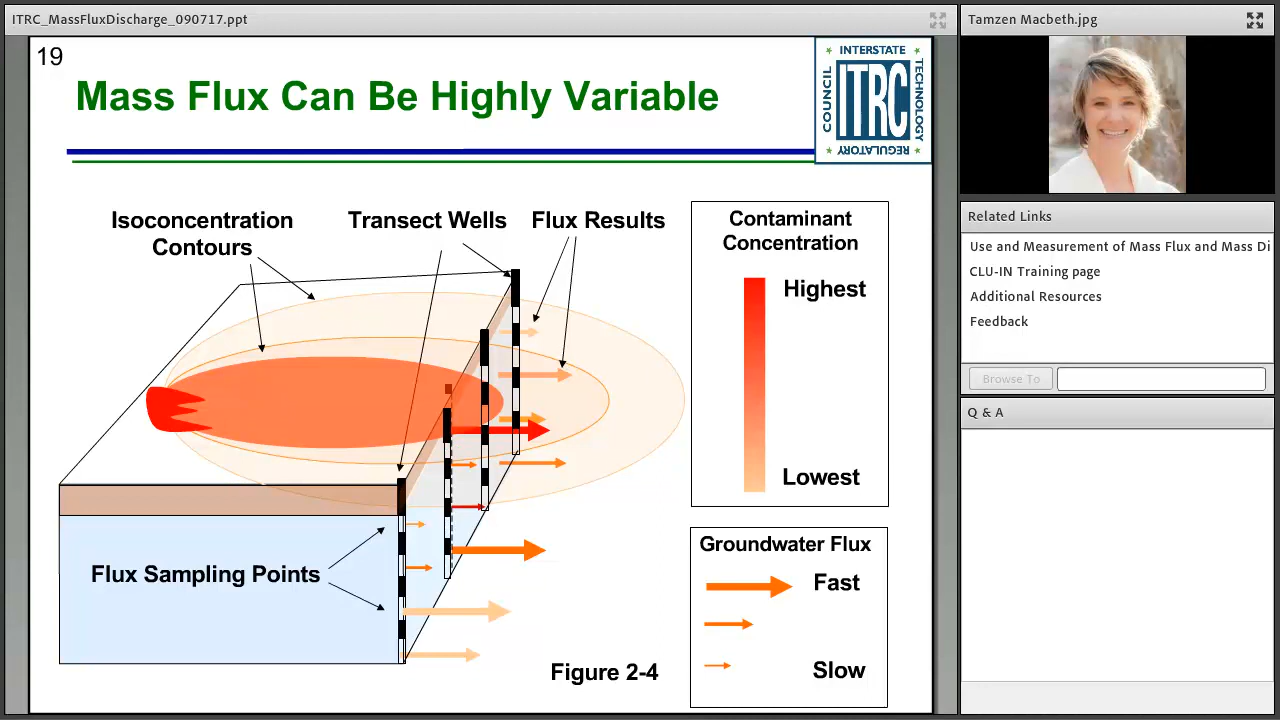 ITRC_MassFluxDischarge_090717.ppt
19
Mass Flux Can Be Highly Variable
INTERSTATE
COUNCIL
ITRC
TECHNOLOGY
REGULATORY
Isoconcentration
Contours
Transect Wells
Flux Results
Contaminant
Concentration
Highest
Lowest
Flux Sampling Points
Groundwater Flux
Fast
Slow
Figure 2-4
Tamzen Macbeth.jpg
Related Links
Use and Measurement of Mass Flux and Mass Di
CLU-IN Training page
Additional Resources
Feedback
Browse To
Q & A